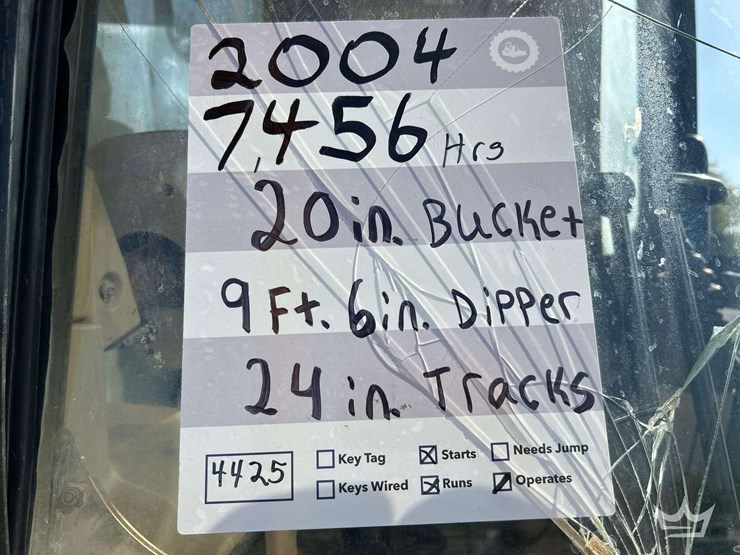 2004
7,456 Hrs
20 in. Bucket
9 Ft. 6 in. Dipper
24 in. Tracks
4425
Key Tag Starts Needs Jump
Keys Wired Runs Operates